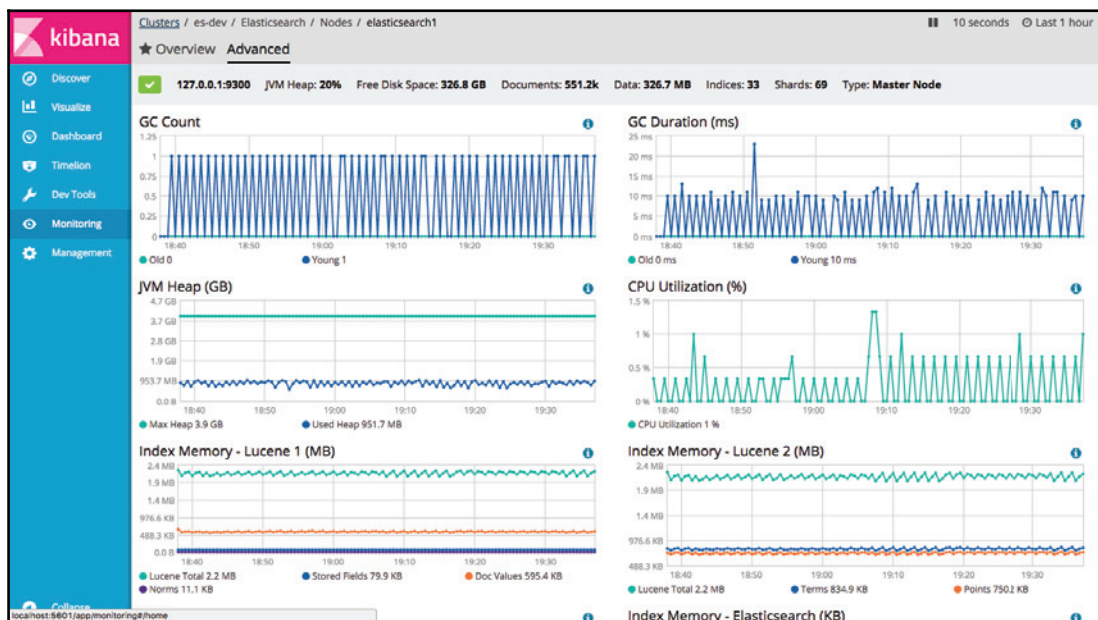 kibana
Discover
Visualize
Dashboard
Timelion
Dev Tools
Monitoring
Management
Collapse
localhost:5601/app/monitoring#/home
Clusters / es-dev / Elasticsearch / Nodes / elasticsearch1
10 seconds Last 1 hour
Overview Advanced
127.0.0.1:9300 JVM Heap: 20% Free Disk Space: 326.8 GB Documents: 551.2k Data: 326.7 MB Indices: 33 Shards: 69 Type: Master Node
GC Count
1.25
1
0.75
0.5
0.25
0
18:40 18:50 19:00 19:10 19:20 19:30
Old 0 Young 1
GC Duration (ms)
25 ms
20 ms
15 ms
10 ms
5 ms
0 ms
18:40 18:50 19:00 19:10 19:20 19:30
Old 0 ms Young 10 ms
JVM Heap (GB)
4.7 GB
3.7 GB
2.8 GB
1.9 GB
953.7 MB
0.0 B
18:40 18:50 19:00 19:10 19:20 19:30
Max Heap 3.9 GB Used Heap 951.7 MB
CPU Utilization (%)
1.5 %
1 %
0.5 %
0 %
18:40 18:50 19:00 19:10 19:20 19:30
CPU Utilization 1 %
Index Memory - Lucene 1 (MB)
2.4 MB
1.9 MB
1.4 MB
976.6 KB
488.3 KB
0.0 B
18:40 18:50 19:00 19:10 19:20 19:30
Lucene Total 2.2 MB Stored Fields 79.9 KB Doc Values 595.4 KB
Norms 11.1 KB
Index Memory - Lucene 2 (MB)
2.4 MB
1.9 MB
1.4 MB
976.6 KB
488.3 KB
18:40 18:50 19:00 19:10 19:20 19:30
Lucene Total 2.2 MB Terms 834.9 KB Points 750.2 KB
Index Memory - Elasticsearch (KB)